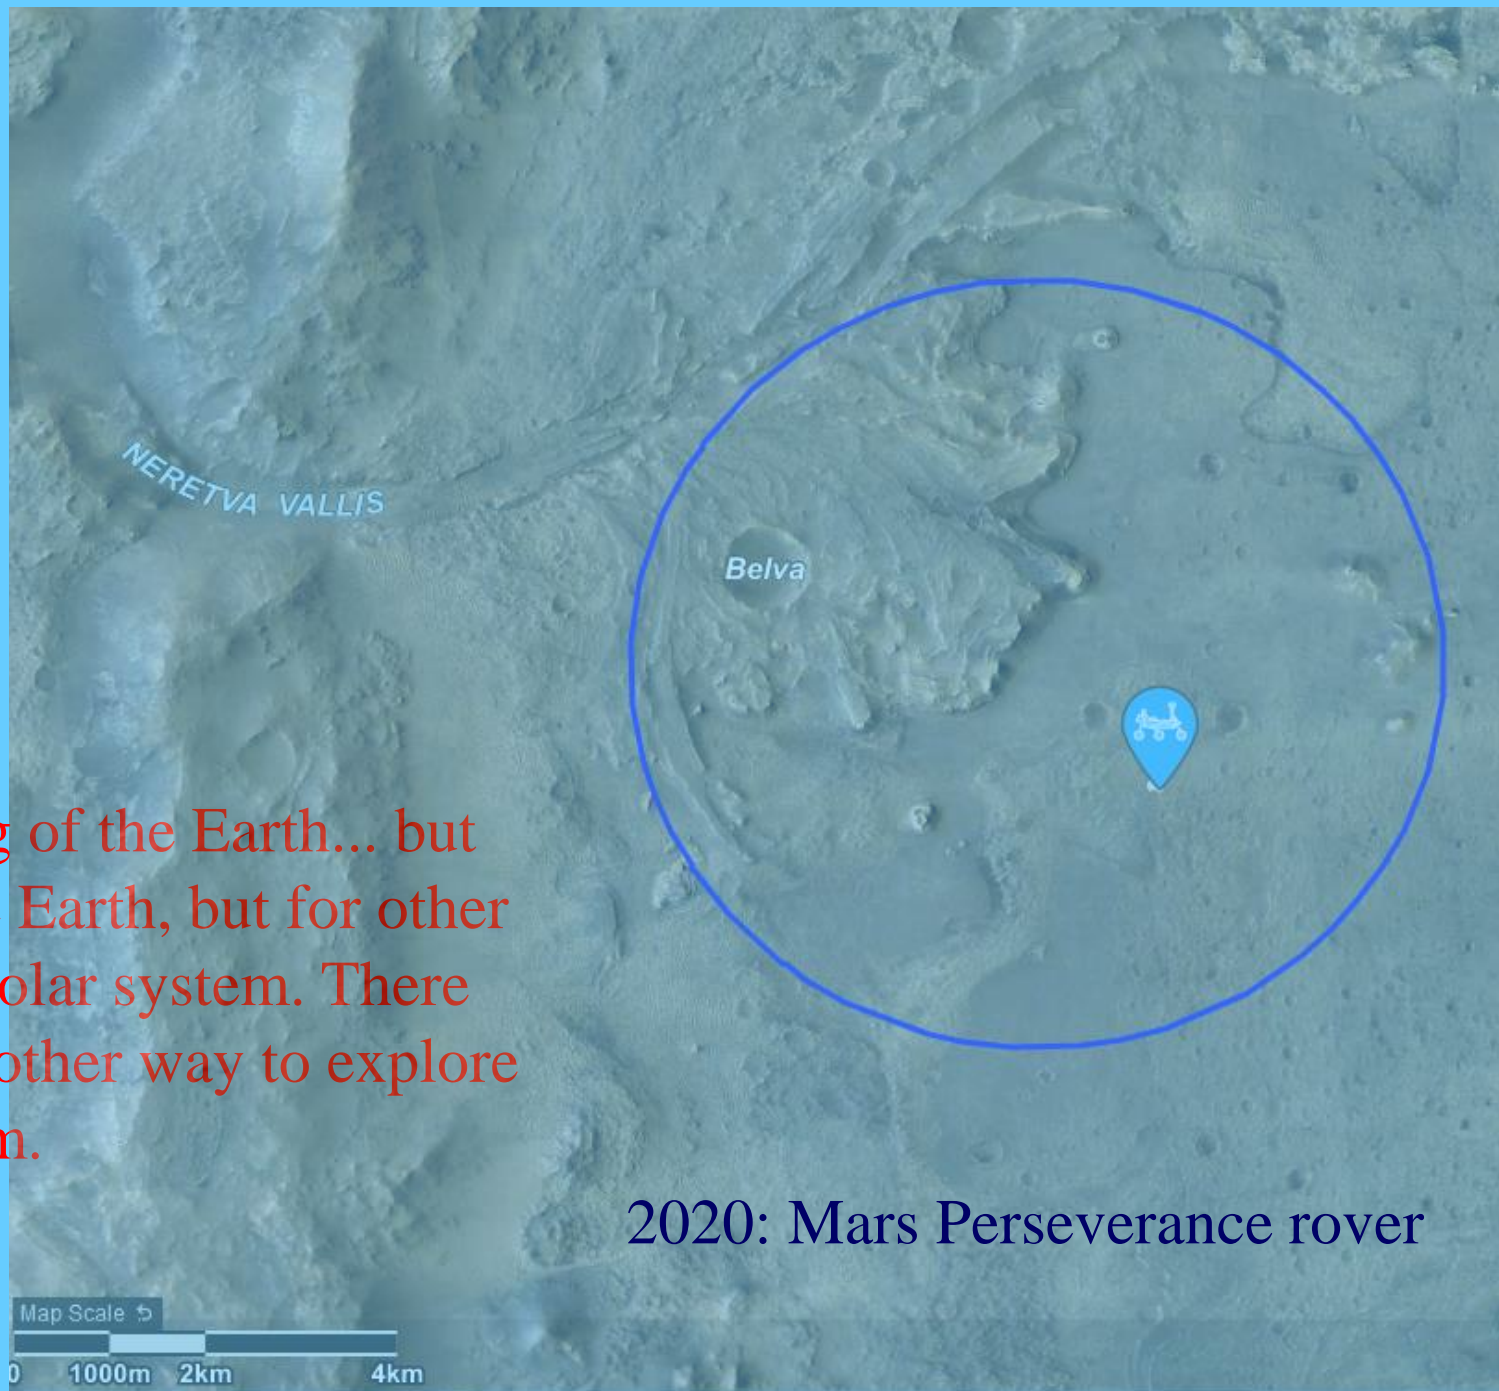 NERETVA VALLIS
Belva
of the Earth... but
Earth, but for other
olar system. There
other way to explore
m.
2020: Mars Perseverance rover
Map Scale
0 1000m 2km 4km